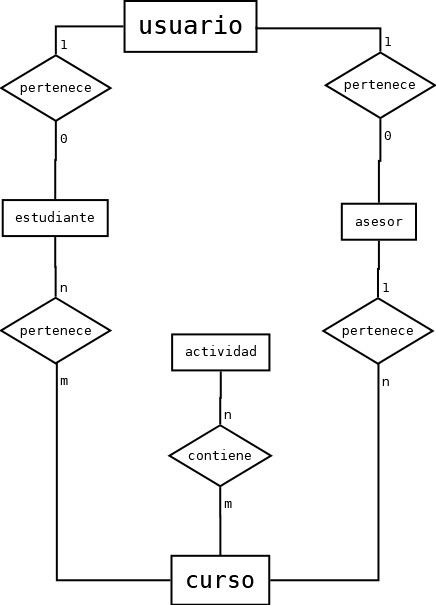 usuario
1
1
pertenece
pertenece
0
0
estudiante
asesor
n
1
pertenece
pertenece
actividad
m
n
n
contiene
m
curso